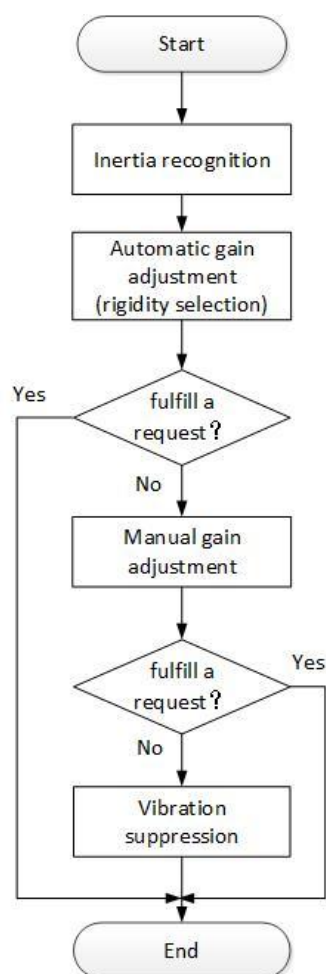 Start
Inertia recognition
Automatic gain
adjustment
(rigidity selection)
Yes
fulfill a
request？
No
Manual gain
adjustment
fulfill a
request？
Yes
No
Vibration
suppression
End